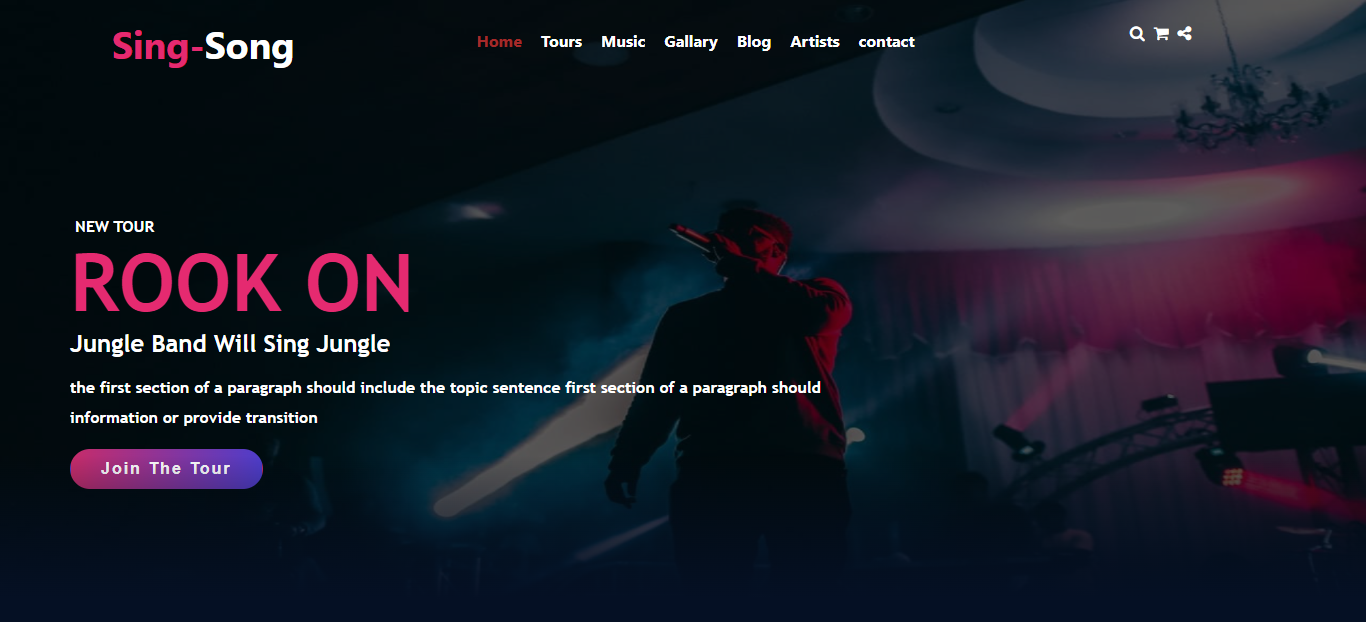 Sing-Song
Home Tours Music Gallary Blog Artists contact
NEW TOUR
ROOK ON
Jungle Band Will Sing Jungle
the first section of a paragraph should include the topic sentence first section of a paragraph should
information or provide transition
Join The Tour